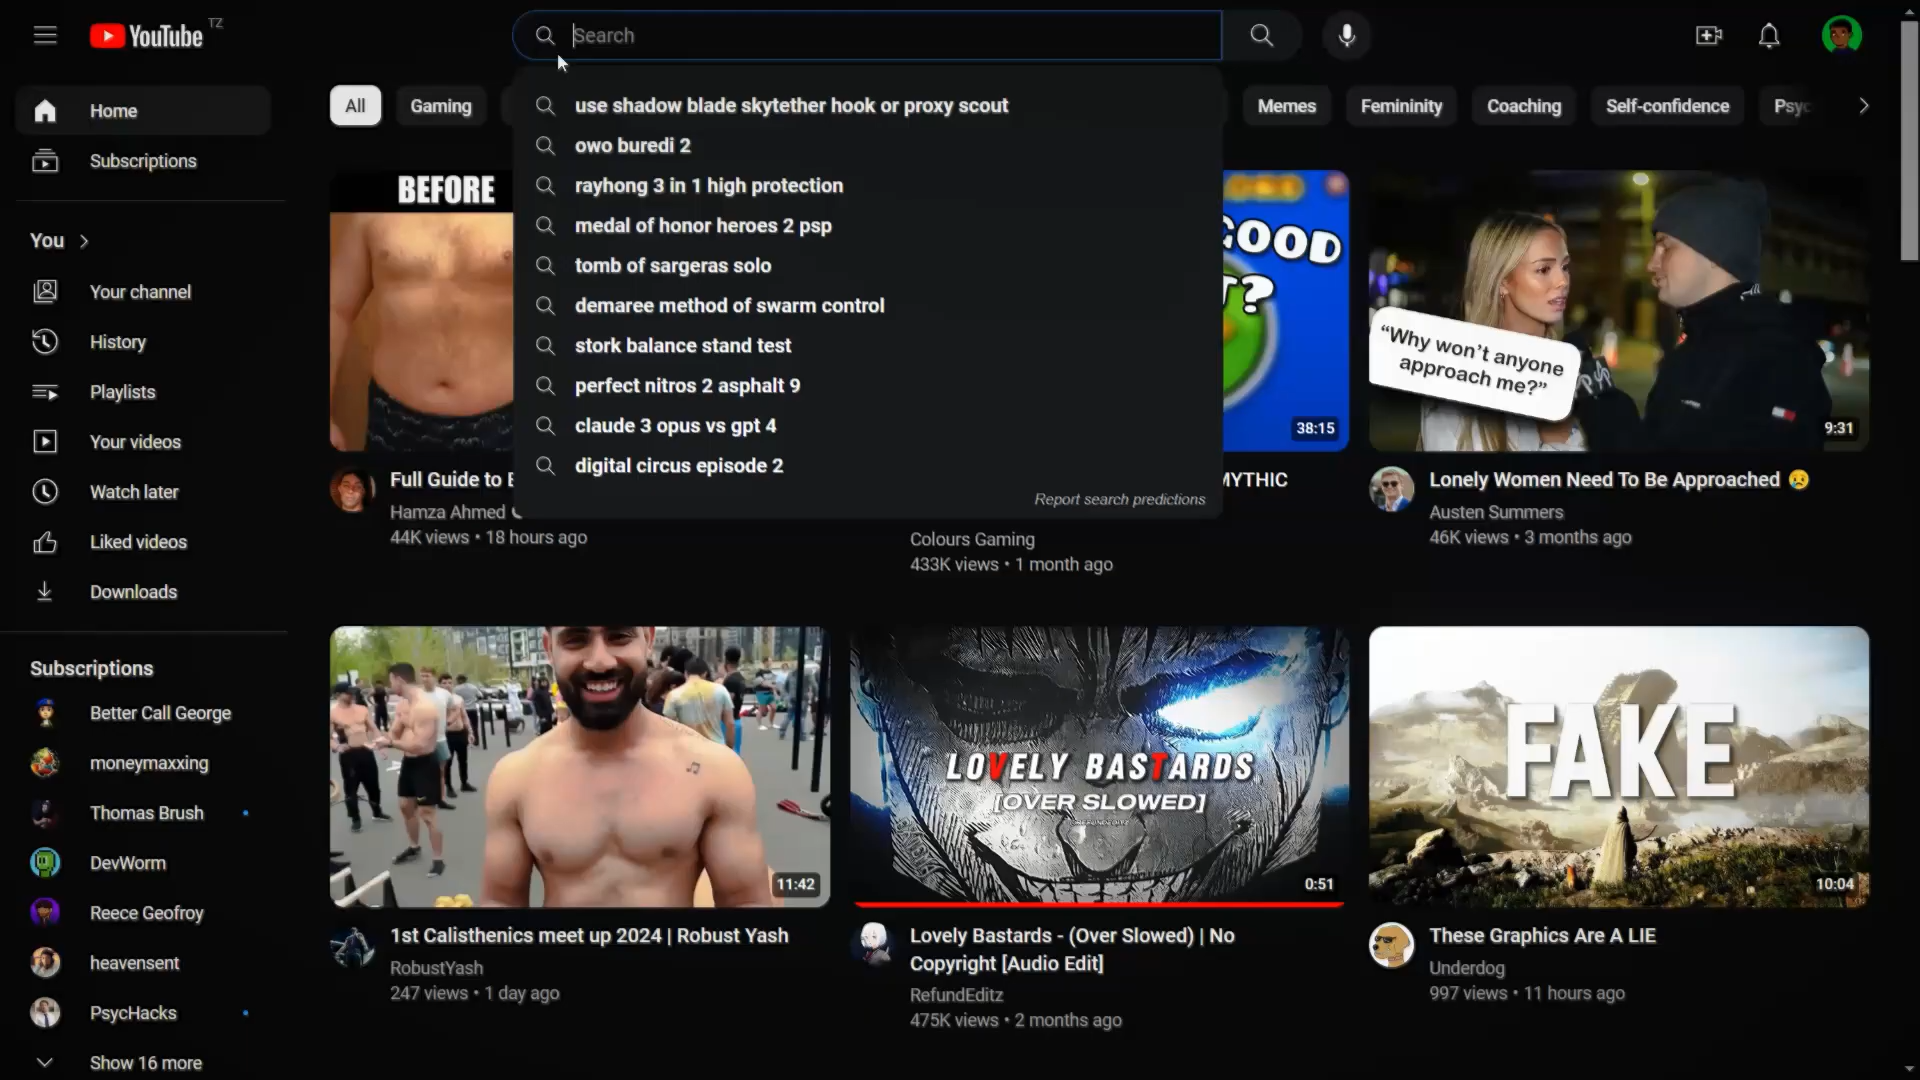 YouTube TZ
Search
use shadow blade skytether hook or proxy scout
owo buredi 2
rayhong 3 in 1 high protection
medal of honor heroes 2 psp
tomb of sargeras solo
demaree method of swarm control
stork balance stand test
perfect nitros 2 asphalt 9
claude 3 opus vs gpt 4
digital circus episode 2
Report search predictions
Home
Subscriptions
You
Your channel
History
Playlists
Your videos
Watch later
Liked videos
Downloads
Subscriptions
Better Call George
moneymaxxing
Thomas Brush
DevWorm
Reece Geofroy
heavensent
PsycHacks
Show 16 more
All
Gaming
Memes
Femininity
Coaching
Self-confidence
Psyc
BEFORE
Full Guide to
Hamza Ahmed
44K views • 18 hours ago
GOOD
?
38:15
MYTHIC
Colours Gaming
433K views • 1 month ago
“Why won’t anyone
approach me?”
9:31
Lonely Women Need To Be Approached 😢
Austen Summers
46K views • 3 months ago
11:42
1st Calisthenics meet up 2024 | Robust Yash
RobustYash
247 views • 1 day ago
LOVELY BASTARDS
[OVER SLOWED]
0:51
Lovely Bastards - (Over Slowed) | No
Copyright [Audio Edit]
RefundEditz
475K views • 2 months ago
FAKE
10:04
These Graphics Are A LIE
Underdog
997 views • 11 hours ago